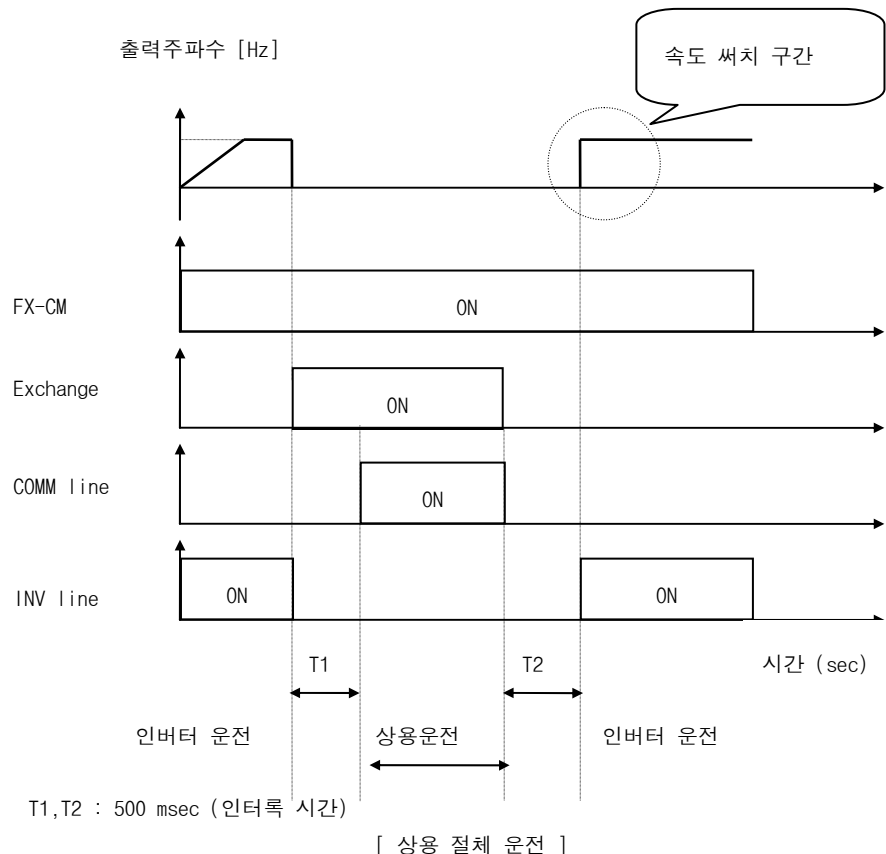 출력주파수 [Hz]
속도 써치 구간
FX-CM
ON
Exchange
ON
COMM line
ON
INV line
ON
ON
T1
T2
시간 (sec)
인버터 운전
상용운전
인버터 운전
T1,T2 : 500 msec (인터록 시간)
[ 상용 절체 운전 ]